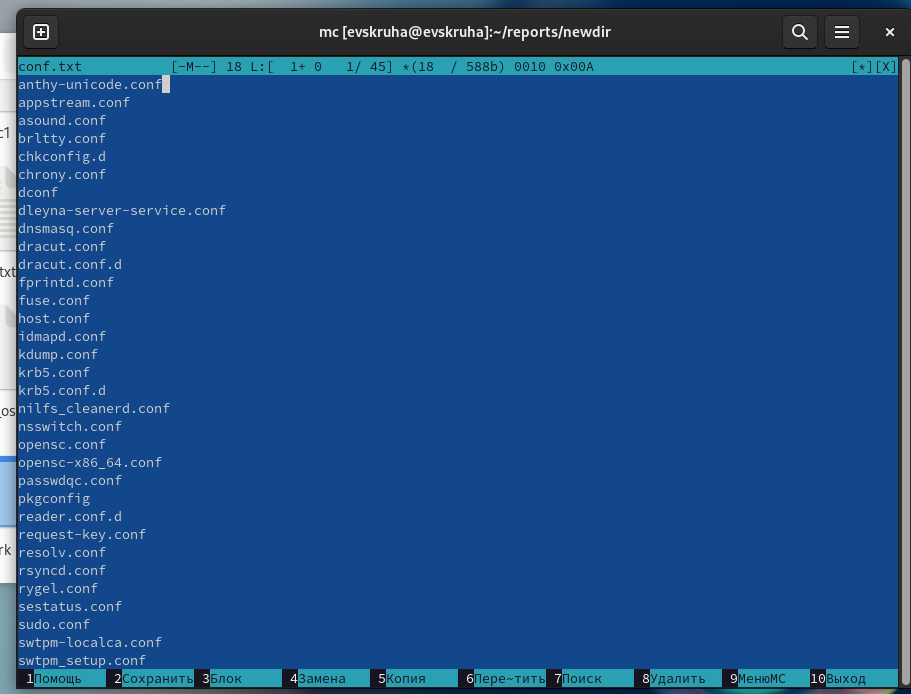 mc [evskruha@evskruha]:~/reports/newdir
conf.txt [-M--] 18 L:[ 1+ 0 1/ 45] *(18 / 588b) 0010 0x00A [*][X]
anthy-unicode.conf
appstream.conf
c1
asound.conf
brltty.conf
chkconfig.d
chrony.conf
dconf
dleyna-server-service.conf
dnsmasq.conf
dracut.conf
dracut.conf.d
txt
fprintd.conf
fuse.conf
host.conf
idmapd.conf
kdump.conf
krb5.conf
krb5.conf.d
nilfs_cleanerd.conf
_os
nsswitch.conf
opensc.conf
opensc-x86_64.conf
passwdqc.conf
pkgconfig
reader.conf.d
request-key.conf
rk
resolv.conf
rsyncd.conf
rygel.conf
sestatus.conf
sudo.conf
swtpm-localca.conf
swtpm_setup.conf
1Помощь 2Сохранить 3Блок 4Замена 5Копия 6Пере~тить 7Поиск 8Удалить 9МенюMC 10Выход